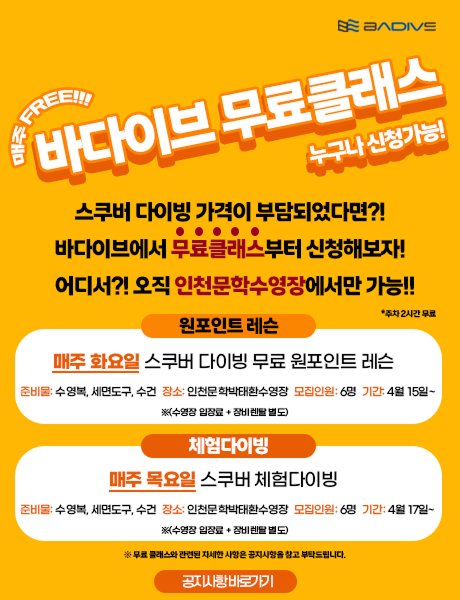 BADIVE
매주 FREE!!!
바다이브 무료클래스
누구나 신청가능!
스쿠버 다이빙 가격이 부담되었다면?!
바다이브에서 무료클래스부터 신청해보자!
어디서?! 오직 인천문학수영장에서만 가능!!
*주차 2시간 무료
원포인트 레슨
매주 화요일 스쿠버 다이빙 무료 원포인트 레슨
준비물: 수영복, 세면도구, 수건 장소: 인천문학박태환수영장 모집인원: 6명 기간: 4월 15일~
※(수영장 입장료 + 장비렌탈 별도)
체험다이빙
매주 목요일 스쿠버 체험다이빙
준비물: 수영복, 세면도구, 수건 장소: 인천문학박태환수영장 모집인원: 6명 기간: 4월 17일~
※(수영장 입장료 + 장비렌탈 별도)
※ 무료 클래스와 관련된 자세한 사항은 공지사항을 참고 부탁드립니다.
공지사항 바로가기